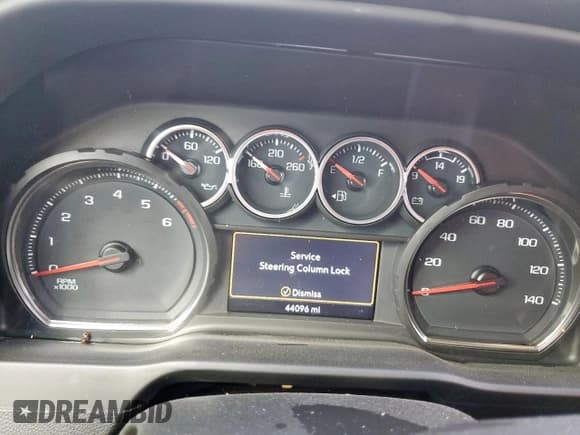 0 60 120
160 210 260
E 1/2 F
9 14 19
0 1 2 3 4 5 6
RPM
x1000
Service
Steering Column Lock
Dismiss
44096 mi
0 20 40 60 80 100 120 140
DREAMBID